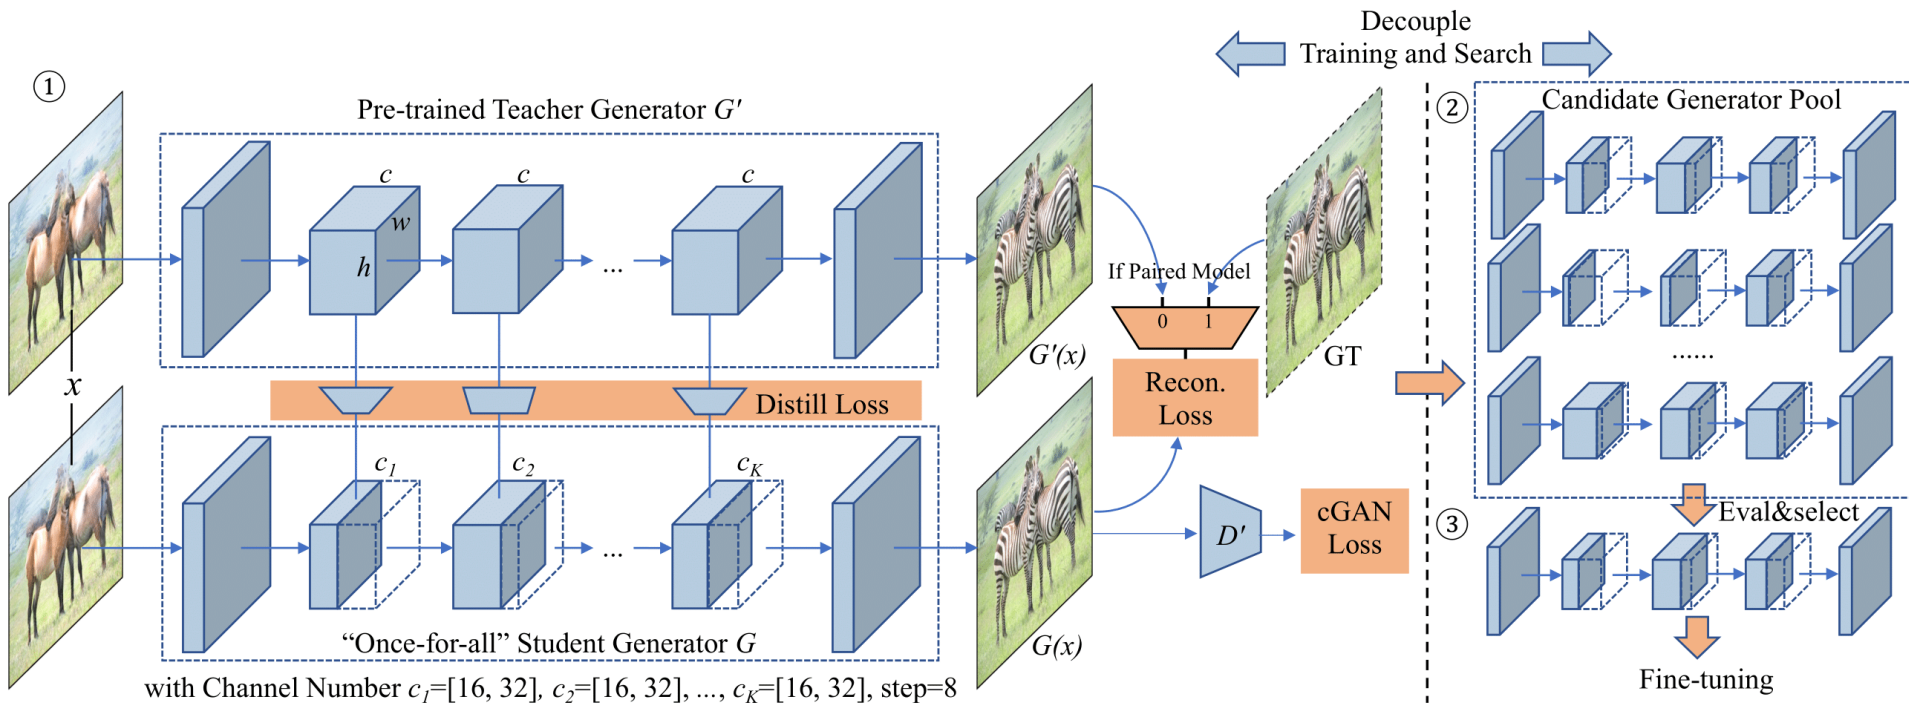 Decouple
Training and Search
①
Pre-trained Teacher Generator G'
c
c
c
w
h
...
G'(x)
If Paired Model
0
1
GT
Recon.
Loss
x
Distill Loss
c₁
c₂
c_K
...
"Once-for-all" Student Generator G
with Channel Number c₁=[16, 32], c₂=[16, 32], ..., c_K=[16, 32], step=8
G(x)
D'
cGAN
Loss
②
Candidate Generator Pool
......
③
Eval&select
Fine-tuning